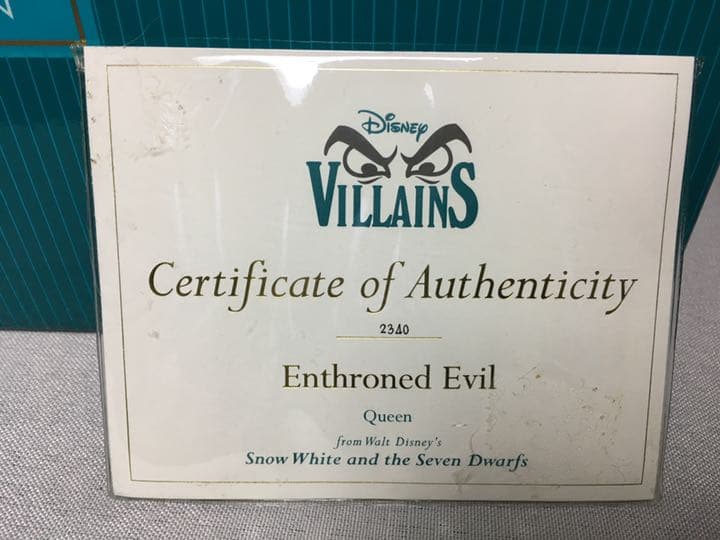 Disney
VILLAINS
Certificate of Authenticity
2340
Enthroned Evil
Queen
from Walt Disney's
Snow White and the Seven Dwarfs